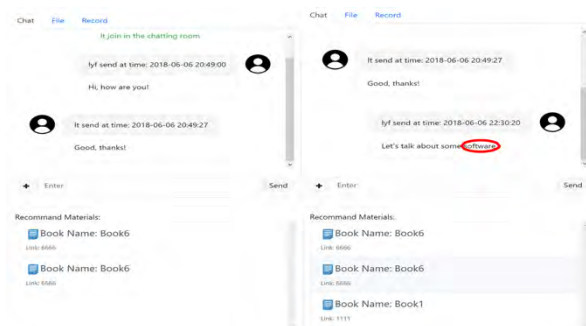 Chat File Record
lt join in the chatting room
lyf send at time: 2018-06-06 20:49:00
Hi, how are you!
lt send at time: 2018-06-06 20:49:27
Good, thanks!
+ Enter Send
Recommand Materials:
Book Name: Book6
Link: 6666
Book Name: Book6
Link: 6666
Chat File Record
lt send at time: 2018-06-06 20:49:27
Good, thanks!
lyf send at time: 2018-06-06 22:30:20
Let's talk about some software
+ Enter Send
Recommand Materials:
Book Name: Book6
Link: 6666
Book Name: Book6
Link: 6666
Book Name: Book1
Link: 1111